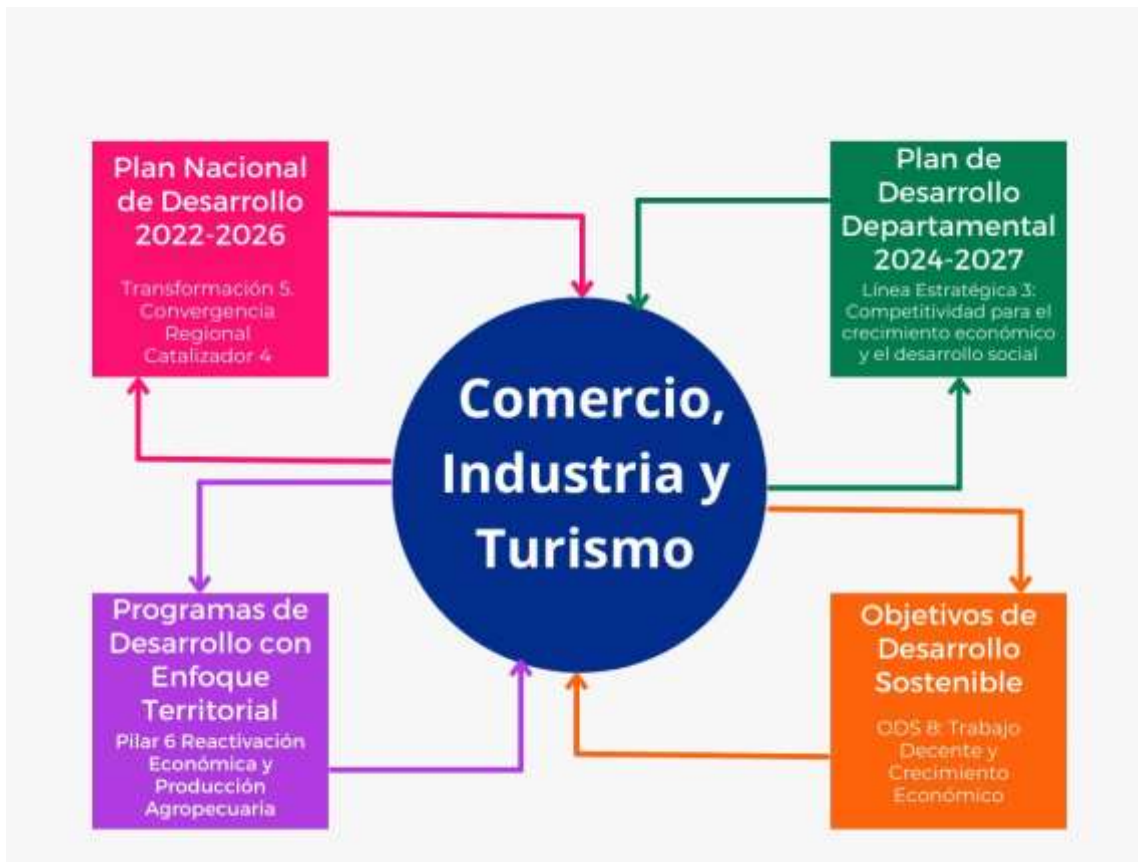 Plan Nacional
de Desarrollo
2022-2026
Transformación 5.
Convergencia
Regional
Catalizador 4
Plan de
Desarrollo
Departamental
2024-2027
Línea Estratégica 3:
Competitividad para el
crecimiento económico
y el desarrollo social
Comercio,
Industria y
Turismo
Programas de
Desarrollo con
Enfoque
Territorial
Pilar 6 Reactivación
Económica y
Producción
Agropecuaria
Objetivos de
Desarrollo
Sostenible
ODS 8: Trabajo
Decente y
Crecimiento
Económico